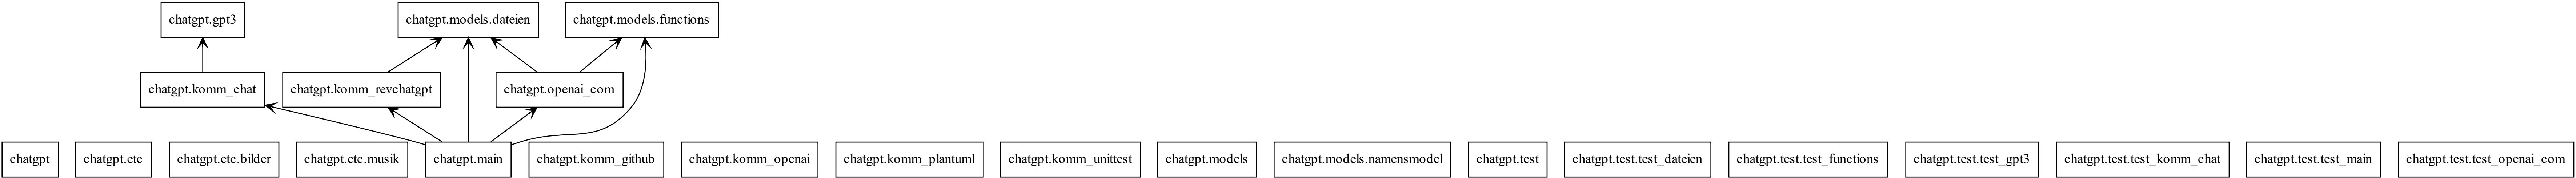 chatgpt.gpt3
chatgpt.models.dateien
chatgpt.models.functions
chatgpt.komm_chat
chatgpt.komm_revchatgpt
chatgpt.openai_com
chatgpt
chatgpt.etc
chatgpt.etc.bilder
chatgpt.etc.musik
chatgpt.main
chatgpt.komm_github
chatgpt.komm_openai
chatgpt.komm_plantuml
chatgpt.komm_unittest
chatgpt.models
chatgpt.models.namensmodel
chatgpt.test
chatgpt.test.test_dateien
chatgpt.test.test_functions
chatgpt.test.test_gpt3
chatgpt.test.test_komm_chat
chatgpt.test.test_main
chatgpt.test.test_openai_com